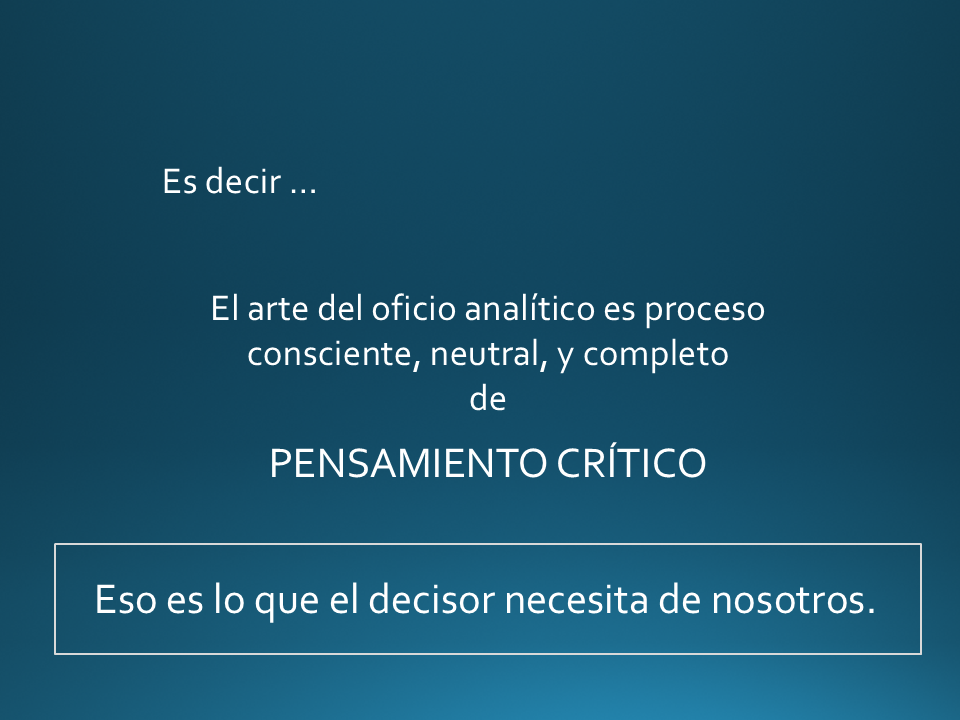 Es decir ...
El arte del oficio analítico es proceso
consciente, neutral, y completo
de
PENSAMIENTO CRÍTICO
Eso es lo que el decisor necesita de nosotros.